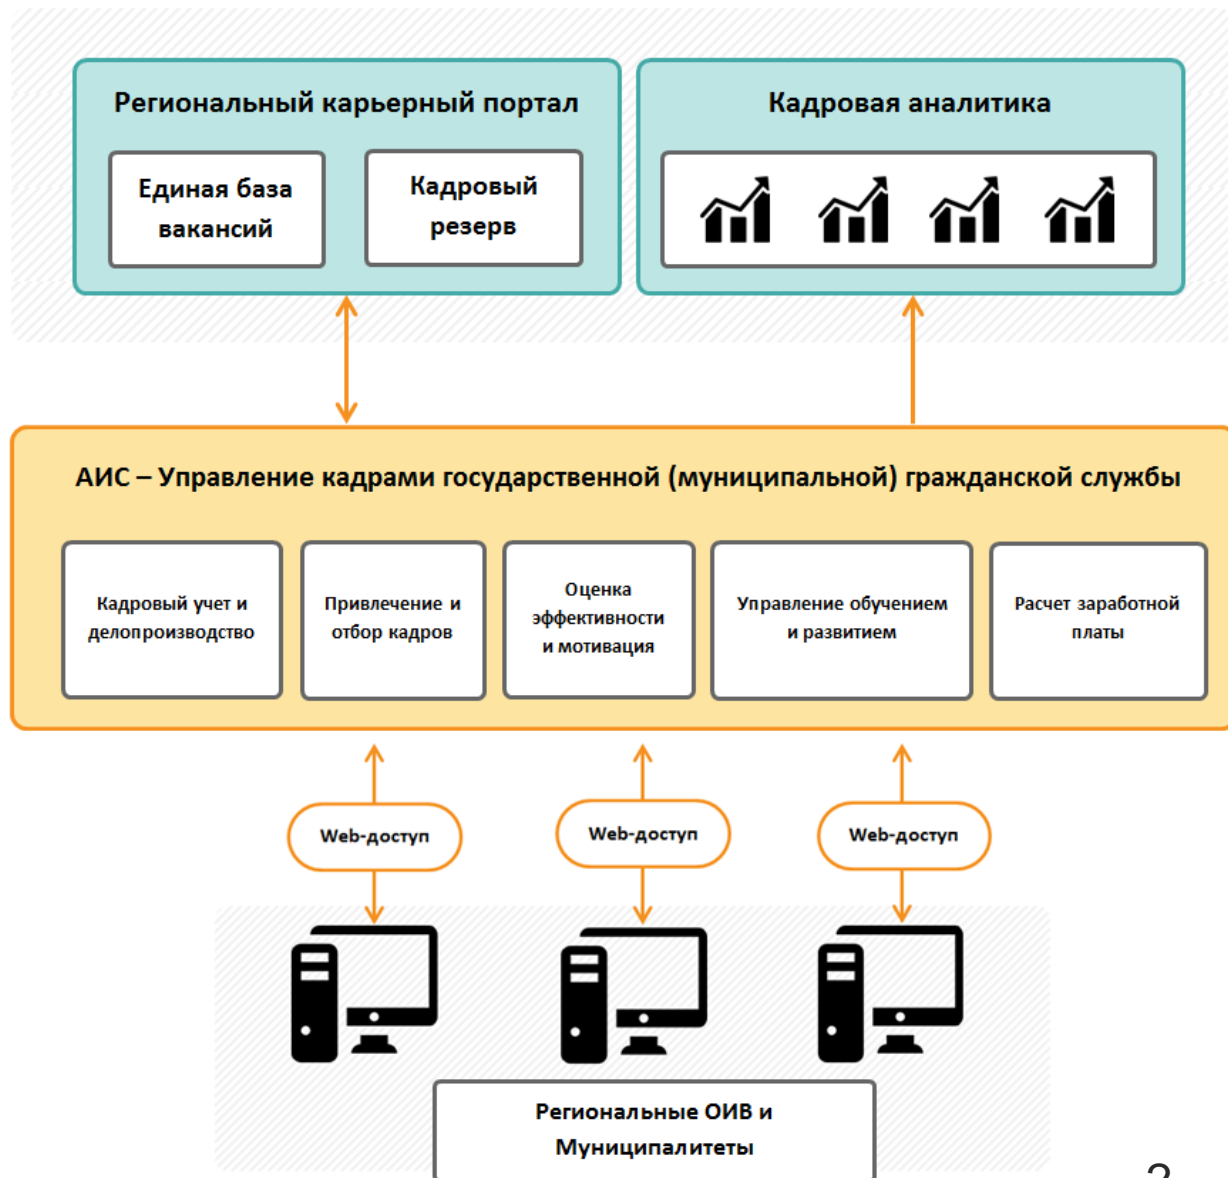 Региональный карьерный портал
Единая база
вакансий
Кадровый
резерв
Кадровая аналитика
АИС – Управление кадрами государственной (муниципальной) гражданской службы
Кадровый учет и
делопроизводство
Привлечение и
отбор кадров
Оценка
эффективности
и мотивация
Управление обучением
и развитием
Расчет заработной
платы
Web-доступ
Web-доступ
Web-доступ
Региональные ОИВ и
Муниципалитеты